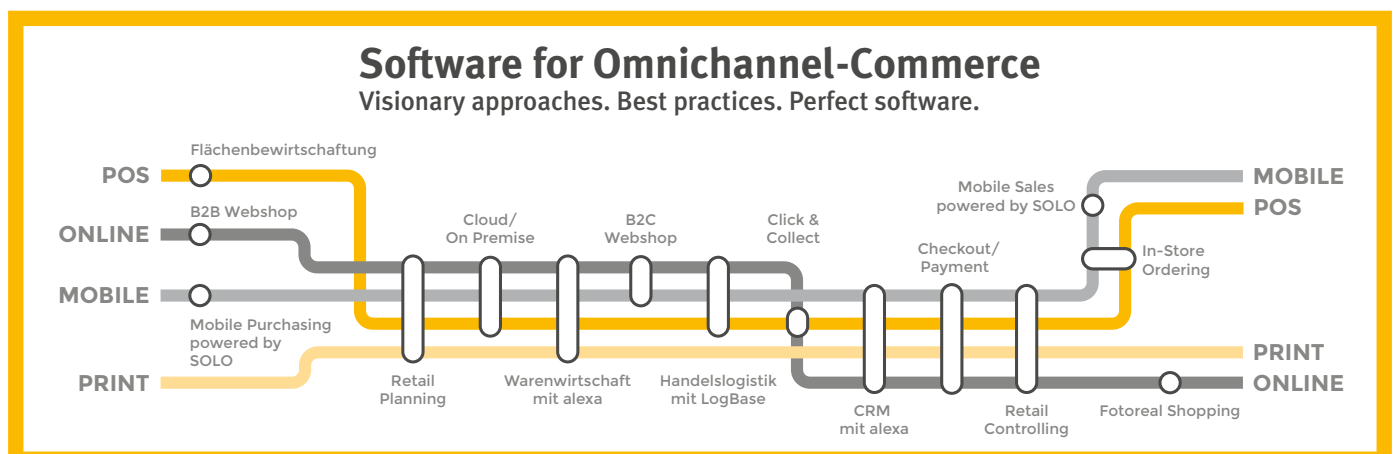 Software for Omnichannel-Commerce
Visionary approaches. Best practices. Perfect software.
POS
Flächenbewirtschaftung
ONLINE
B2B Webshop
MOBILE
Mobile Purchasing
powered by
SOLO
PRINT
Retail
Planning
Cloud/
On Premise
Warenwirtschaft
mit alexa
B2C
Webshop
Handelslogistik
mit LogBase
Click &
Collect
CRM
mit alexa
Checkout/
Payment
Retail
Controlling
Mobile Sales
powered by SOLO
In-Store
Ordering
Fotoreal Shopping
MOBILE
POS
PRINT
ONLINE